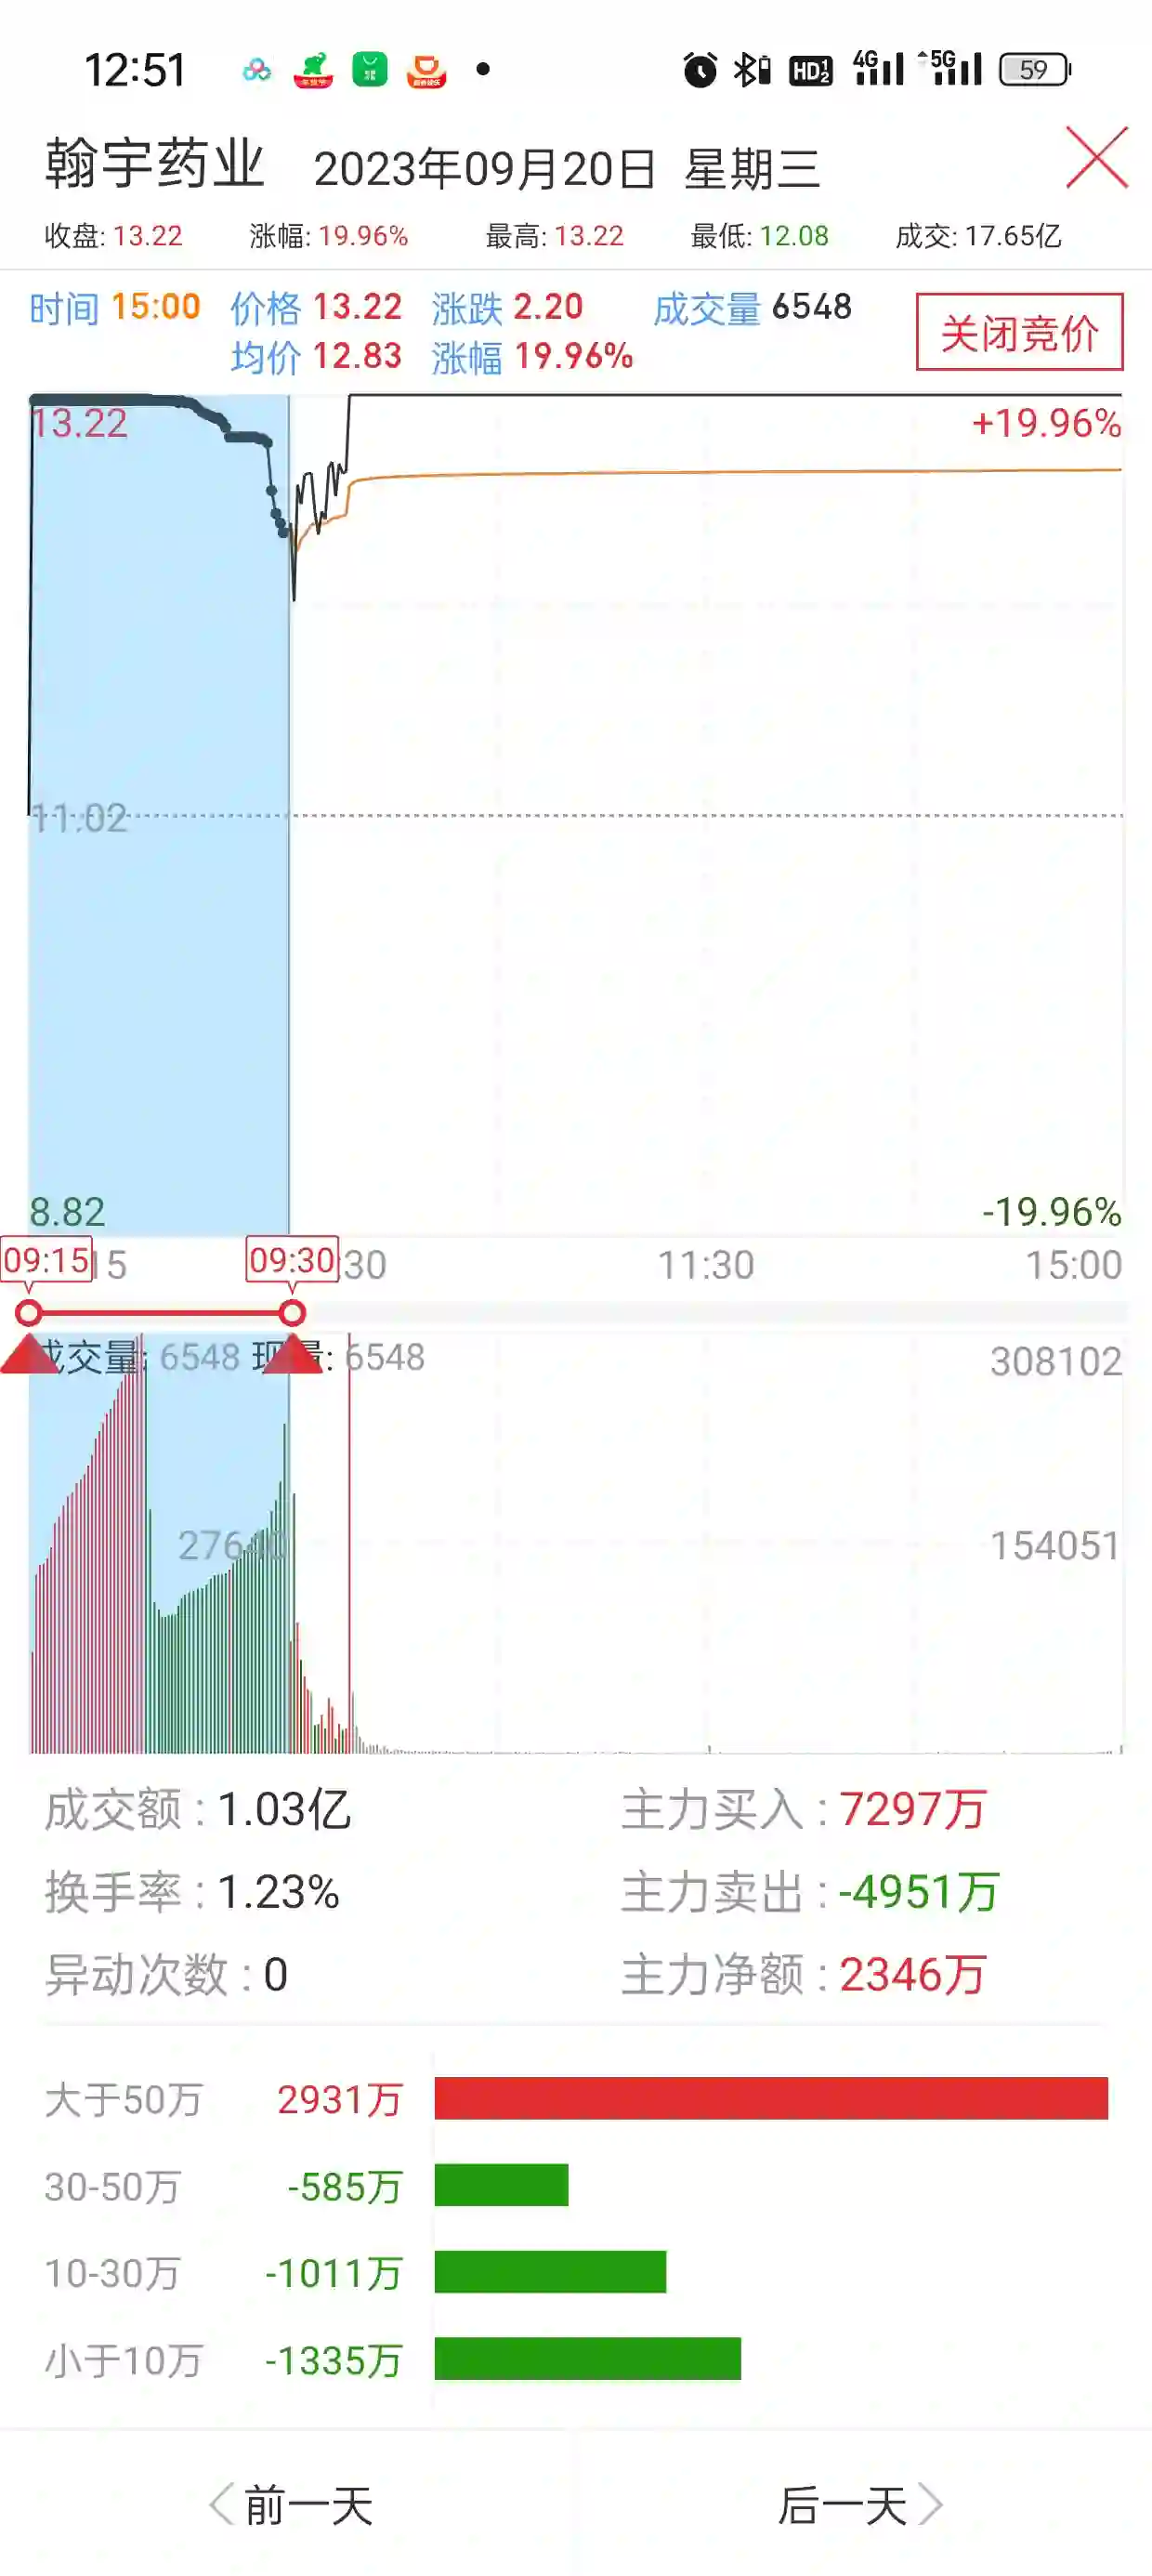 12:51 HD 4G 5G 59
翰宇药业 2023年09月20日 星期三
收盘: 13.22 涨幅: 19.96% 最高: 13.22 最低: 12.08 成交: 17.65亿
时间 15:00 价格 13.22 涨跌 2.20 成交量 6548
均价 12.83 涨幅 19.96%
关闭竞价
13.22 +19.96%
11:02
8.82 -19.96%
09:15 15 09:30 :30 11:30 15:00
成交量: 6548 现量: 6548 308102
27640 154051
成交额 : 1.03亿 主力买入 : 7297万
换手率 : 1.23% 主力卖出 : -4951万
异动次数 : 0 主力净额 : 2346万
大于50万 2931万
30-50万 -585万
10-30万 -1011万
小于10万 -1335万
前一天 后一天